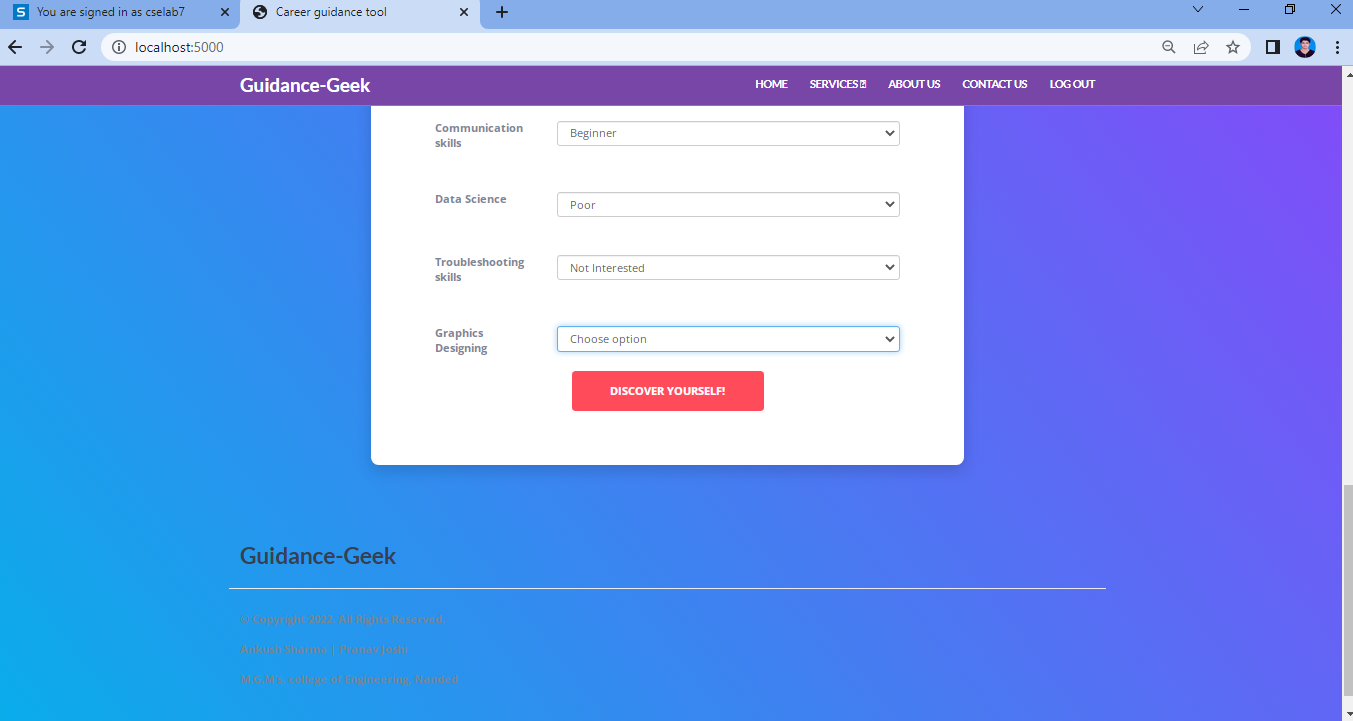 You are signed in as cselab7
Career guidance tool
localhost:5000
Guidance-Geek
HOME
SERVICES
ABOUT US
CONTACT US
LOG OUT
Communication
skills
Beginner
Data Science
Poor
Troubleshooting
skills
Not Interested
Graphics
Designing
Choose option
DISCOVER YOURSELF!
Guidance-Geek
© Copyright 2022. All Rights Reserved.
Ankush Sharma | Pranav Joshi
M.G.M's. college of Engineering, Nanded